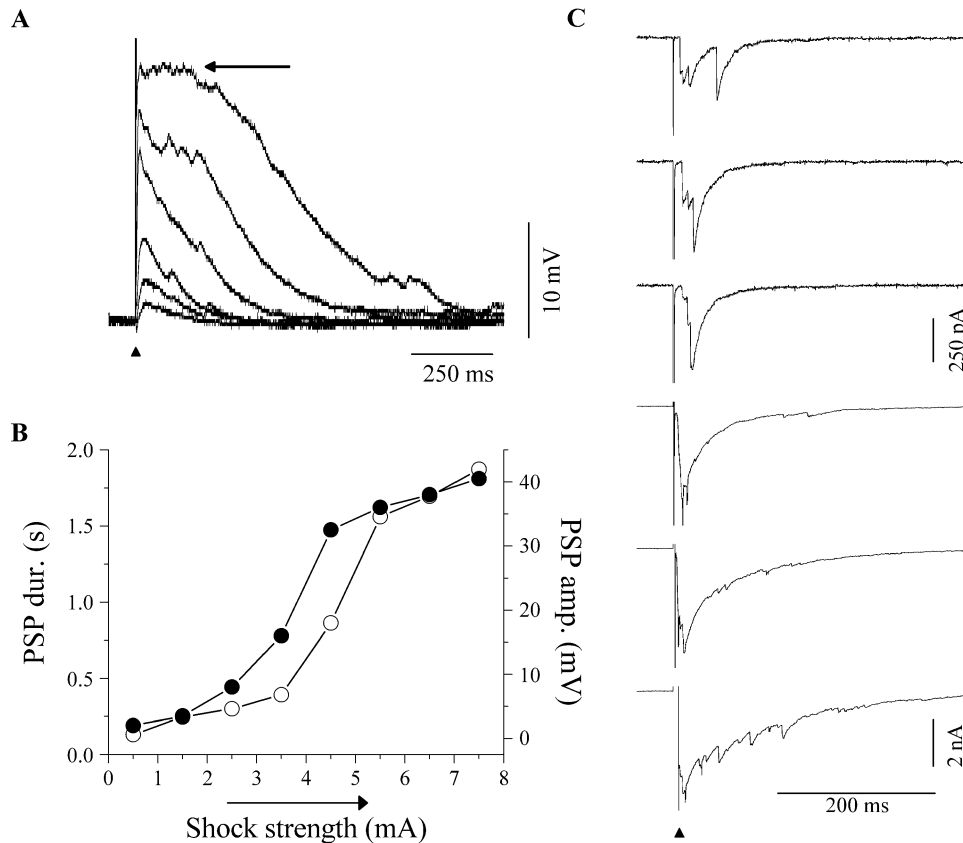 A
10 mV
250 ms
B
2.0
1.5
1.0
0.5
0.0
PSP dur. (s)
40
30
20
10
0
PSP amp. (mV)
0 1 2 3 4 5 6 7 8
Shock strength (mA)
C
250 pA
2 nA
200 ms